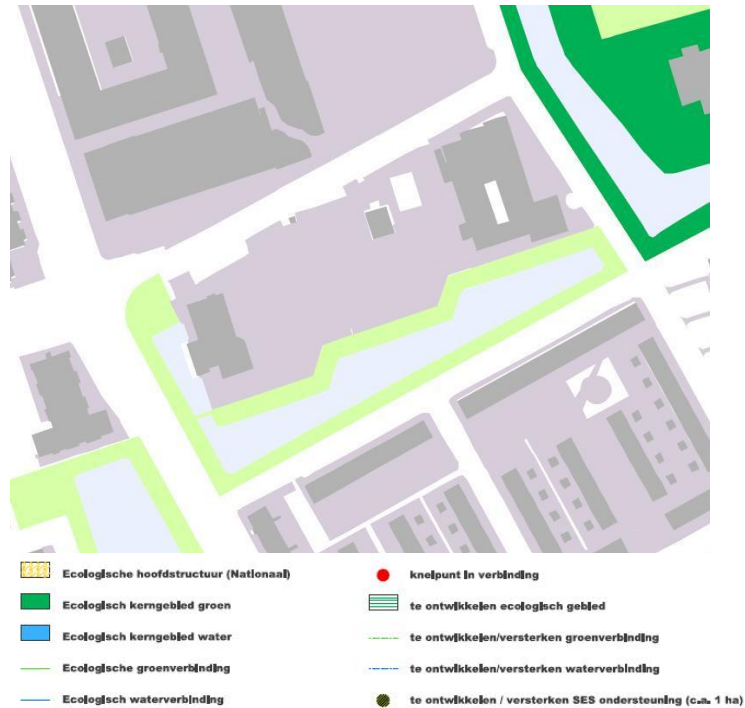 Ecologische hoofdstructuur (Nationaal)
Ecologisch kerngebied groen
Ecologisch kerngebied water
Ecologische groenverbinding
Ecologisch waterverbinding
knelpunt in verbinding
te ontwikkelen ecologisch gebied
te ontwikkelen/versterken groenverbinding
te ontwikkelen/versterken waterverbinding
te ontwikkelen / versterken SES ondersteuning (c.a. 1 ha)